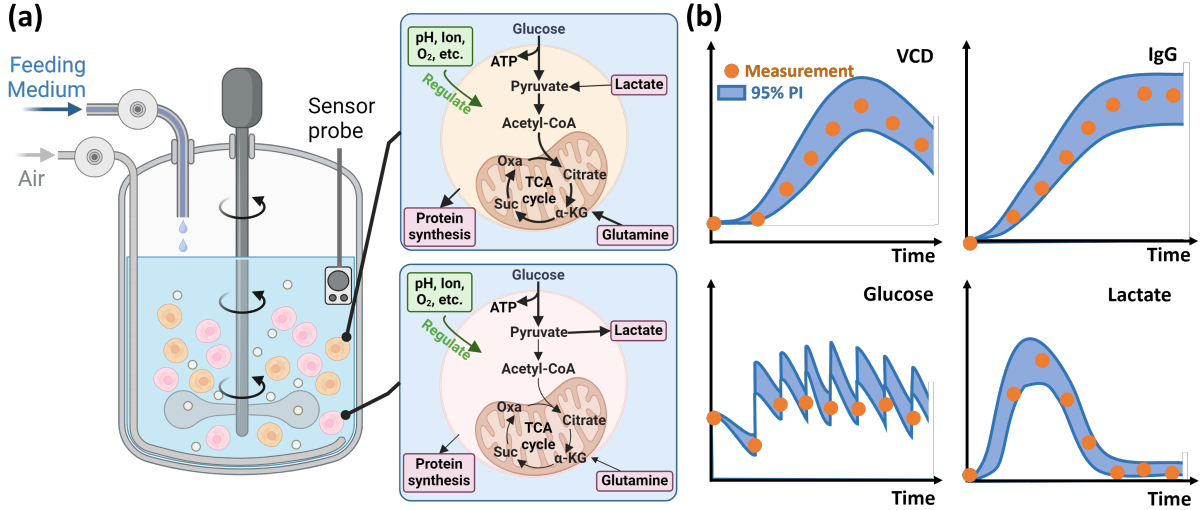 (a)
Feeding
Medium
Air
Sensor
probe
pH, Ion,
O₂, etc.
Regulate
Glucose
ATP
Pyruvate
Lactate
Acetyl-CoA
Oxa
Citrate
TCA
cycle
Suc
α-KG
Protein
synthesis
Glutamine
pH, Ion,
O₂, etc.
Regulate
Glucose
ATP
Pyruvate
Lactate
Acetyl-CoA
Oxa
Citrate
TCA
cycle
Suc
α-KG
Protein
synthesis
Glutamine
(b)
VCD
Measurement
95% PI
Time
IgG
Time
Glucose
Time
Lactate
Time